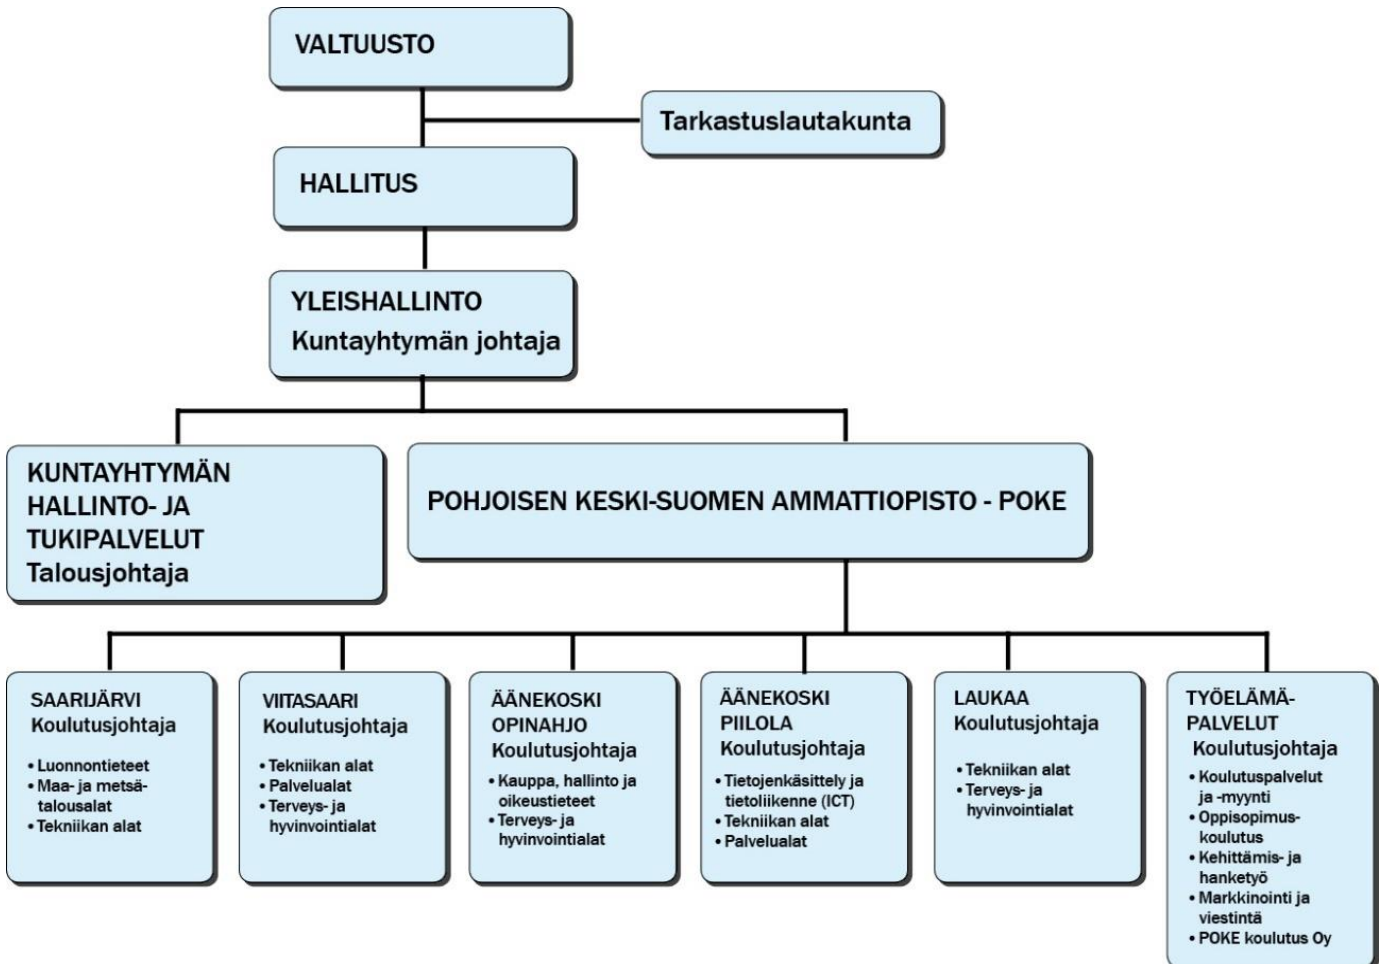 VALTUUSTO
Tarkastuslautakunta
HALLITUS
YLEISHALLINTO
Kuntayhtymän johtaja
KUNTAYHTYMÄN
HALLINTO- JA
TUKIPALVELUT
Talousjohtaja
POHJOISEN KESKI-SUOMEN AMMATTIOPISTO - POKE
SAARIJÄRVI
Koulutusjohtaja
• Luonnontieteet
• Maa- ja metsä-
talousalat
• Tekniikan alat
VIITASAARI
Koulutusjohtaja
• Tekniikan alat
• Palvelualat
• Terveys- ja
hyvinvointialat
ÄÄNEKOSKI
OPINAHJO
Koulutusjohtaja
• Kauppa, hallinto ja
oikeustieteet
• Terveys- ja
hyvinvointialat
ÄÄNEKOSKI
PIILOLA
Koulutusjohtaja
• Tietojenkäsittely ja
tietoliikenne (ICT)
• Tekniikan alat
• Palvelualat
LAUKAA
Koulutusjohtaja
• Tekniikan alat
• Terveys- ja
hyvinvointialat
TYÖELÄMÄ-
PALVELUT
Koulutusjohtaja
• Koulutuspalvelut
ja -myynti
• Oppisopimus-
koulutus
• Kehittämis- ja
hanketyö
• Markkinointi ja
viestintä
• POKE koulutus Oy